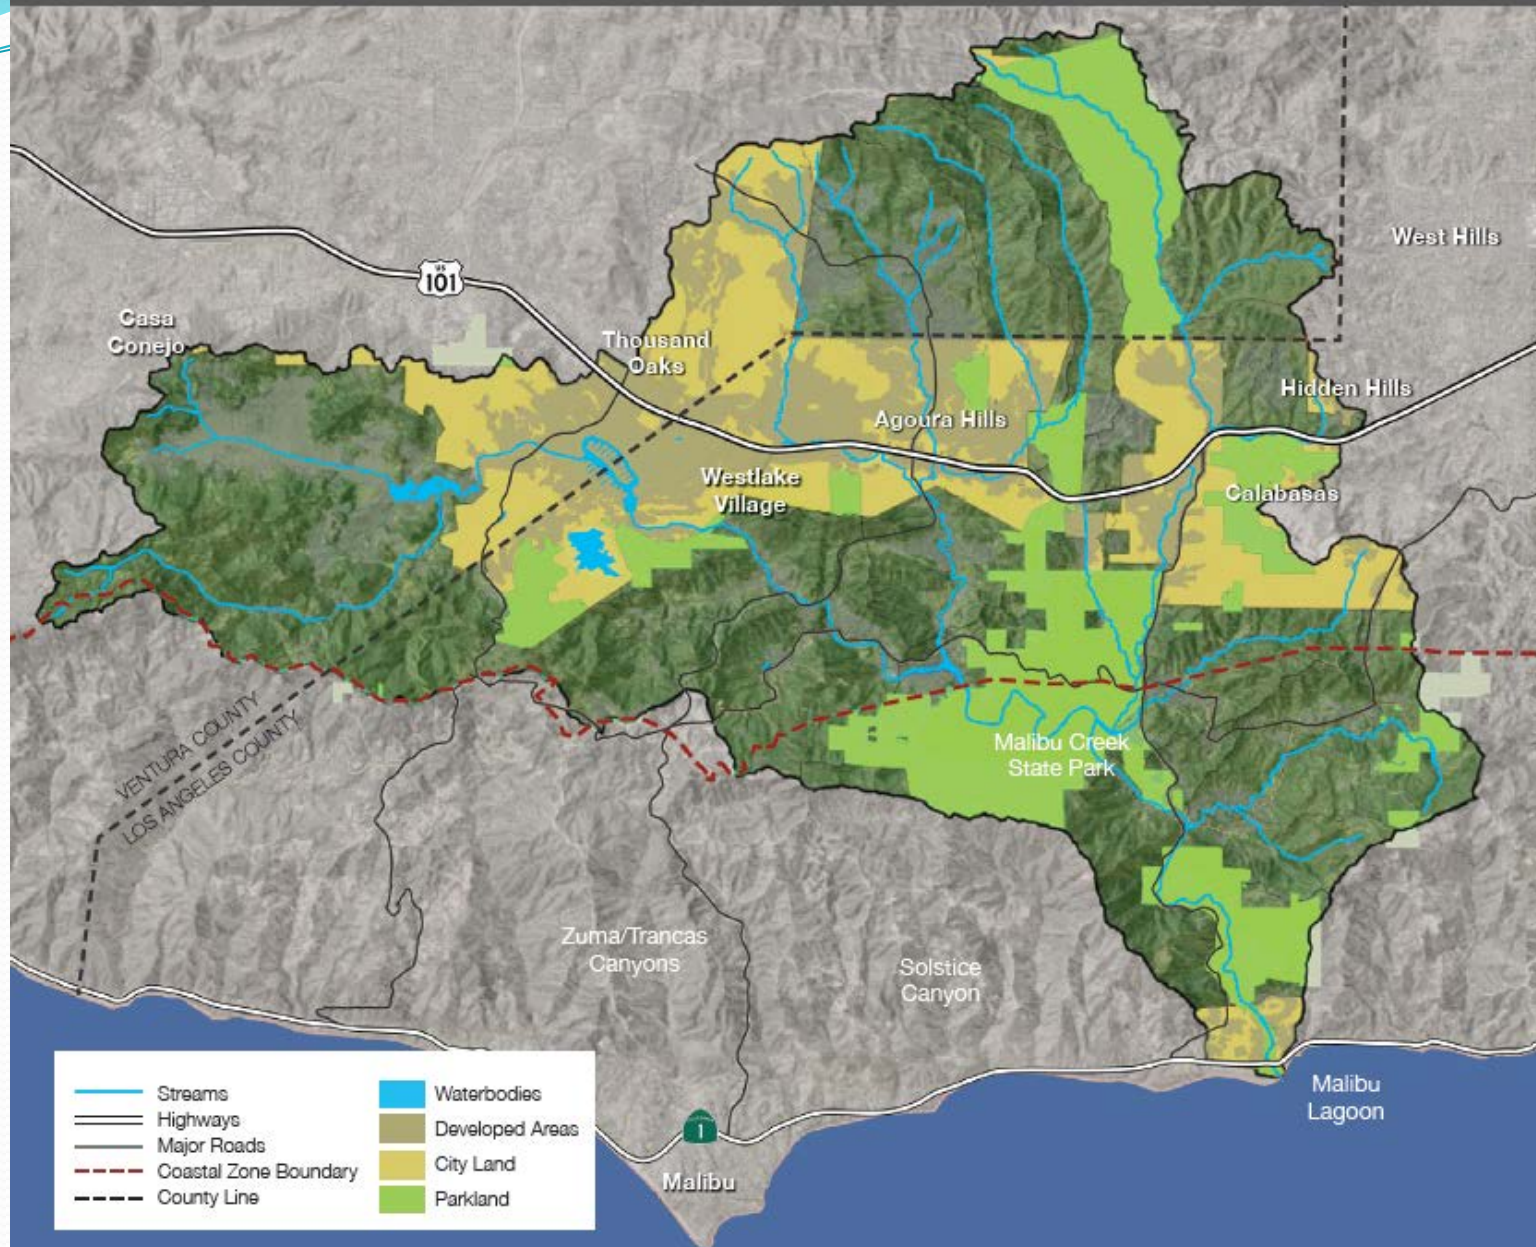 West Hills
US
101
Casa
Conejo
Thousand
Oaks
Hidden Hills
Agoura Hills
Westlake
Village
Calabasas
VENTURA COUNTY
LOS ANGELES COUNTY
Malibu Creek
State Park
Zuma/Trancas
Canyons
Solstice
Canyon
Malibu
Lagoon
1
Malibu
Streams
Highways
Major Roads
Coastal Zone Boundary
County Line
Waterbodies
Developed Areas
City Land
Parkland